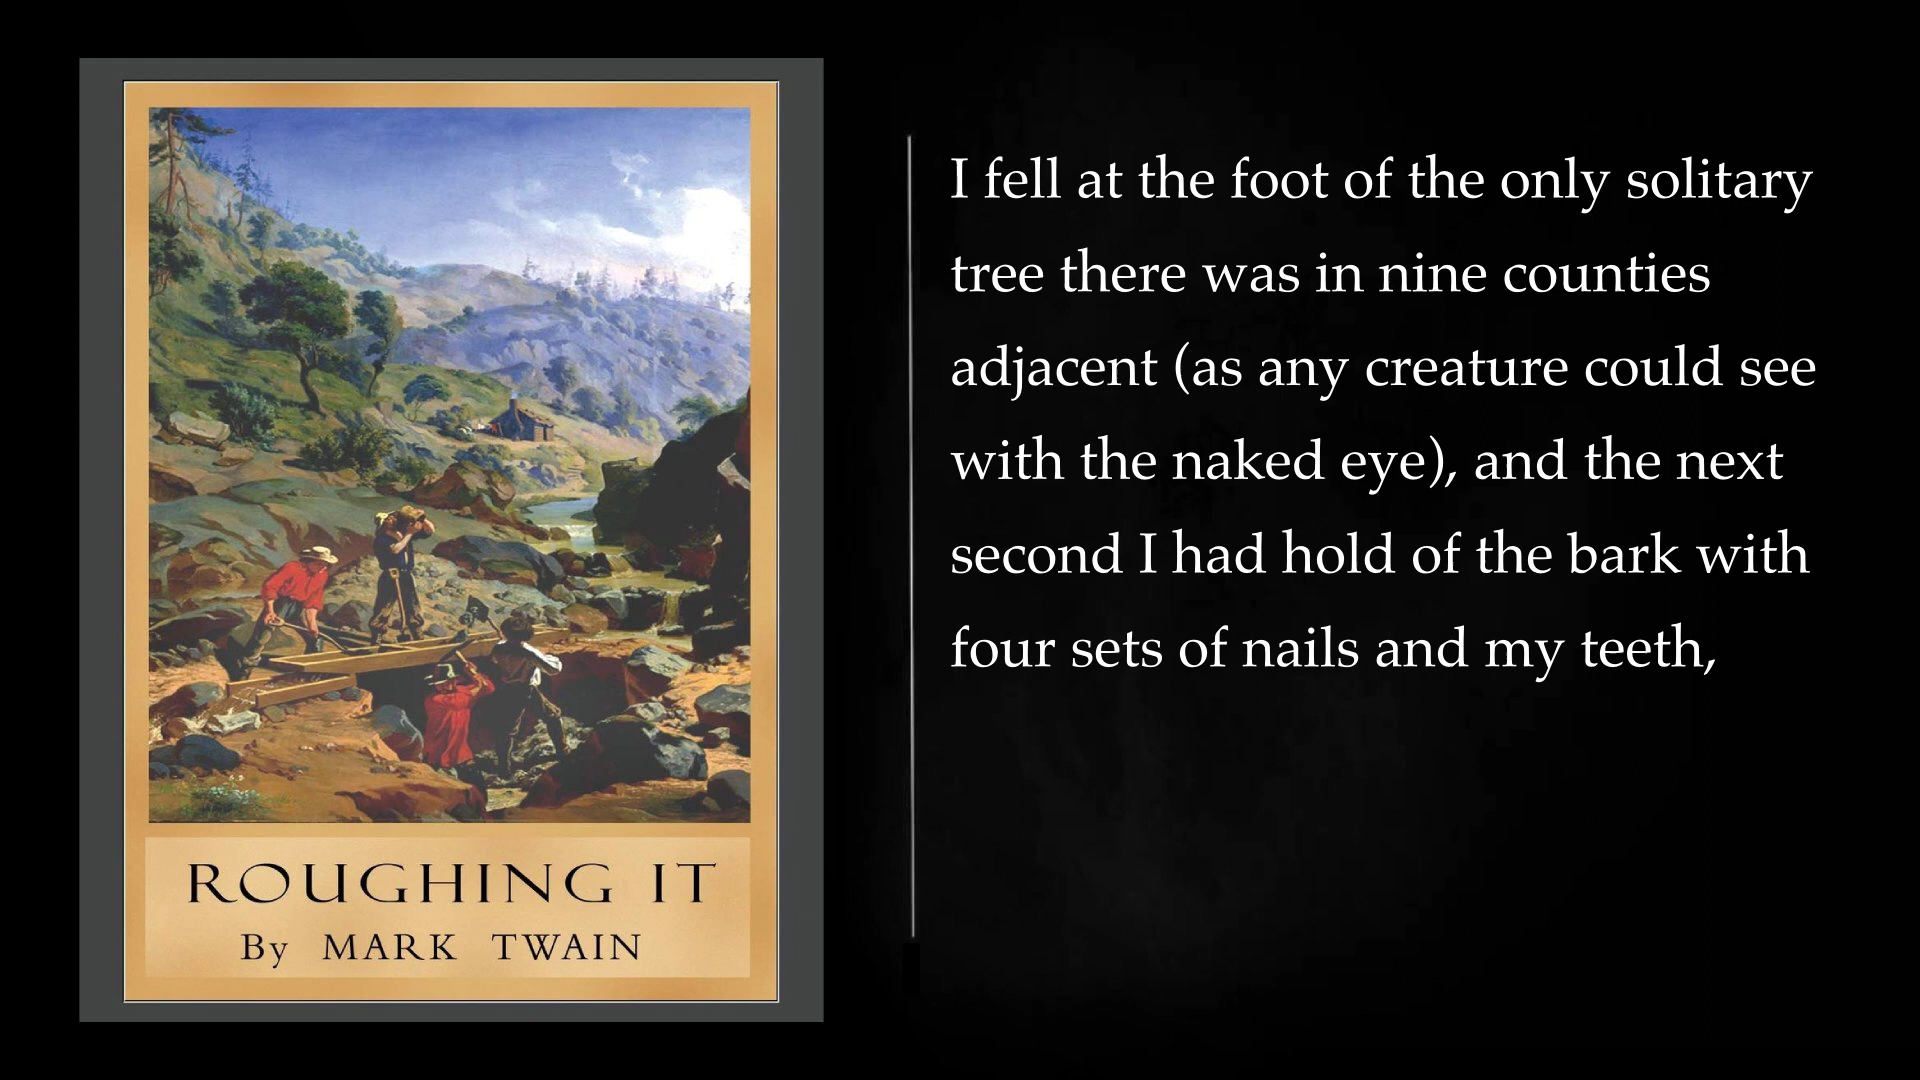 ROUGHING IT
By MARK TWAIN
I fell at the foot of the only solitary
tree there was in nine counties
adjacent (as any creature could see
with the naked eye), and the next
second I had hold of the bark with
four sets of nails and my teeth,